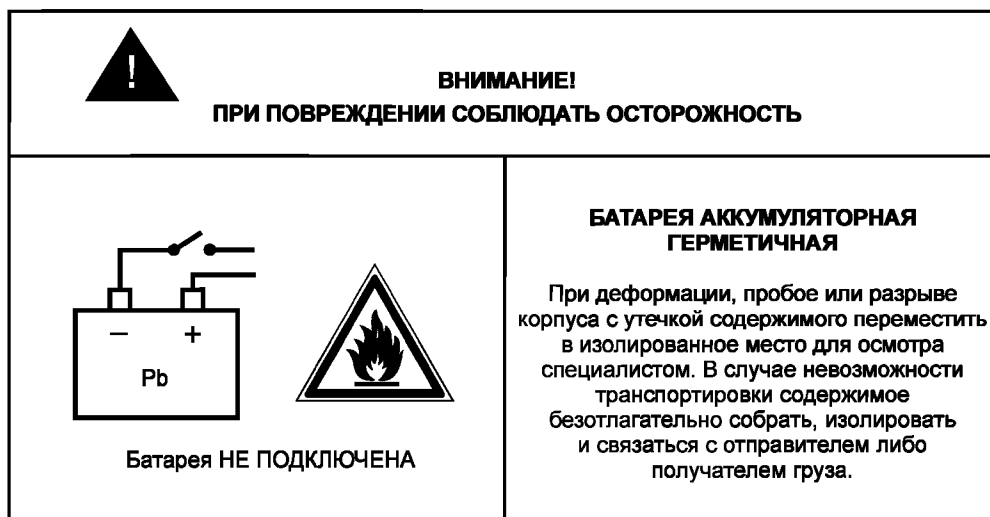 !
ВНИМАНИЕ!
ПРИ ПОВРЕЖДЕНИИ СОБЛЮДАТЬ ОСТОРОЖНОСТЬ
− +
Pb
Батарея НЕ ПОДКЛЮЧЕНА
БАТАРЕЯ АККУМУЛЯТОРНАЯ
ГЕРМЕТИЧНАЯ
При деформации, пробое или разрыве
корпуса с утечкой содержимого переместить
в изолированное место для осмотра
специалистом. В случае невозможности
транспортировки содержимое
безотлагательно собрать, изолировать
и связаться с отправителем либо
получателем груза.